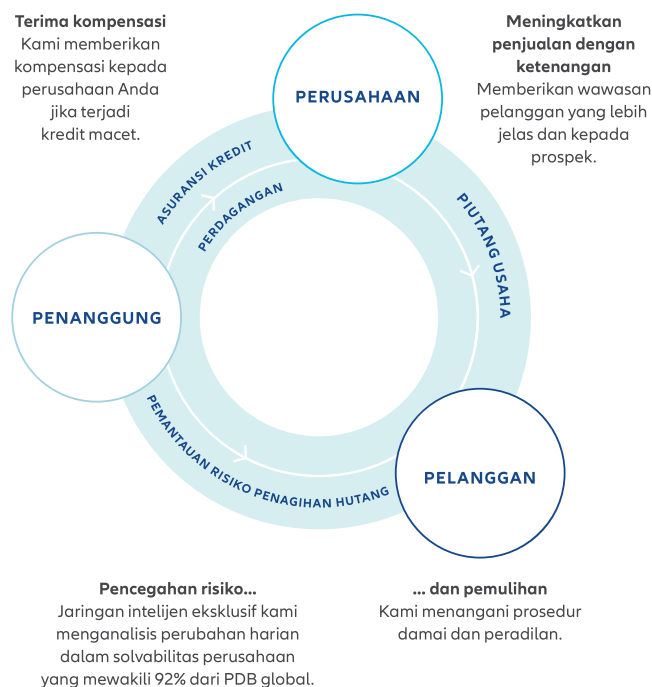 Terima kompensasi
Kami memberikan
kompensasi kepada
perusahaan Anda
jika terjadi
kredit macet.
PERUSAHAAN
Meningkatkan
penjualan dengan
ketenangan
Memberikan wawasan
pelanggan yang lebih
jelas dan kepada
prospek.
ASURANSI KREDIT
PERDAGANGAN
PIUTANG USAHA
PENANGGUNG
PEMANTAUAN RISIKO PENAGIHAN HUTANG
PELANGGAN
Pencegahan risiko...
Jaringan intelijen eksklusif kami
menganalisis perubahan harian
dalam solvabilitas perusahaan
yang mewakili 92% dari PDB global.
... dan pemulihan
Kami menangani prosedur
damai dan peradilan.